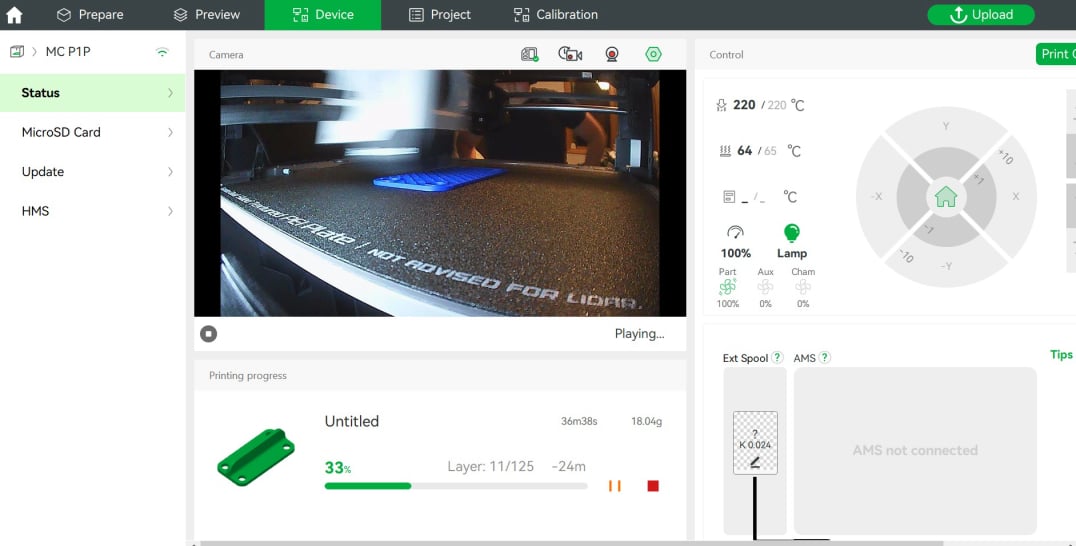 Prepare
Preview
Device
Project
Calibration
Upload
MC P1P
Status
MicroSD Card
Update
HMS
Camera
Textured PEI Plate / NOT ADVISED FOR LIDAR.
Playing...
Printing progress
Untitled
36m38s
18.04g
33%
Layer: 11/125
-24m
Control
Print
220 / 220 °C
64 / 65 °C
_ / _ °C
100%
Lamp
Part
Aux
Cham
100%
0%
0%
Y
+10
+1
-X
X
-1
-10
-Y
Ext Spool ?
AMS ?
Tips
?
K 0.024
AMS not connected